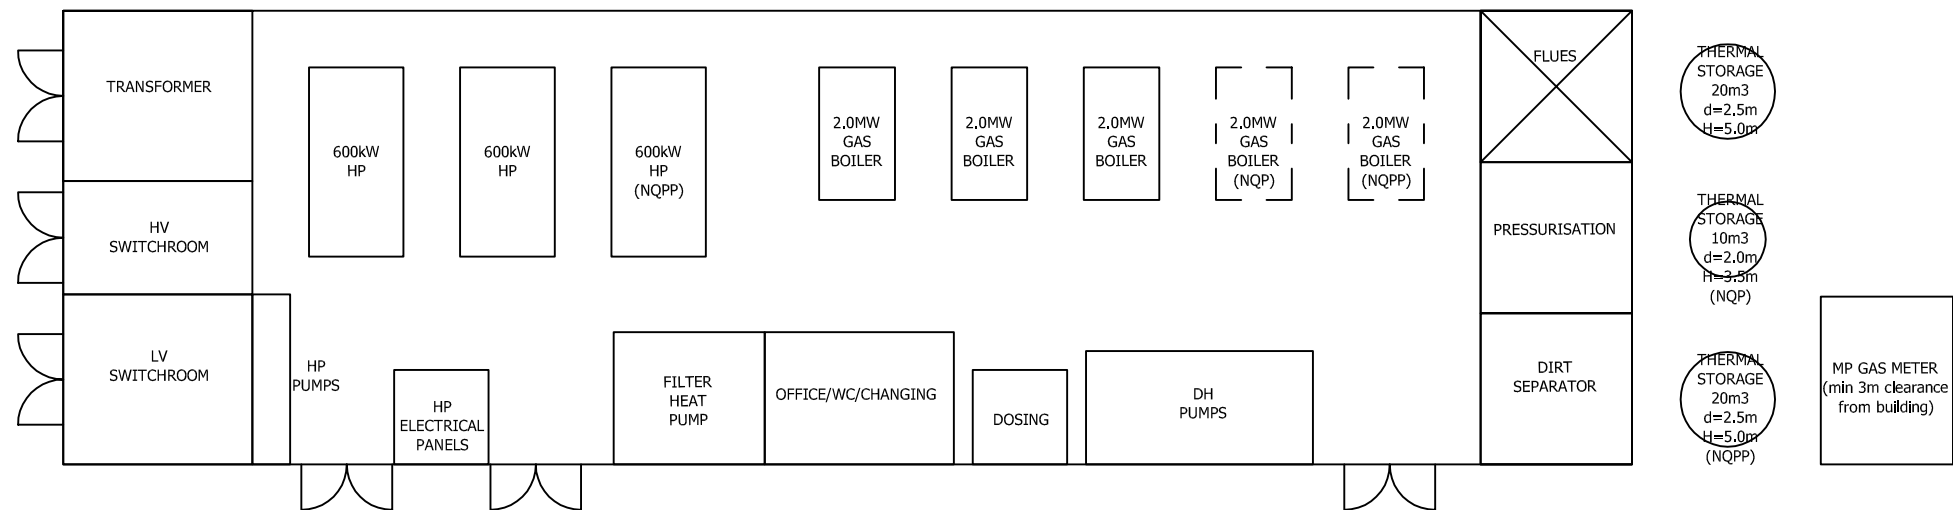 TRANSFORMER
HV
SWITCHROOM
LV
SWITCHROOM
HP
PUMPS
600kW
HP
600kW
HP
600kW
HP
(NQPP)
HP
ELECTRICAL
PANELS
FILTER
HEAT
PUMP
OFFICE/WC/CHANGING
DOSING
DH
PUMPS
2.0MW
GAS
BOILER
2.0MW
GAS
BOILER
2.0MW
GAS
BOILER
2.0MW
GAS
BOILER
(NQP)
2.0MW
GAS
BOILER
(NQPP)
FLUES
PRESSURISATION
DIRT
SEPARATOR
THERMAL
STORAGE
20m3
d=2.5m
H=5.0m
THERMAL
STORAGE
10m3
d=2.0m
H=3.5m
(NQP)
THERMAL
STORAGE
20m3
d=2.5m
H=5.0m
(NQPP)
MP GAS METER
(min 3m clearance
from building)